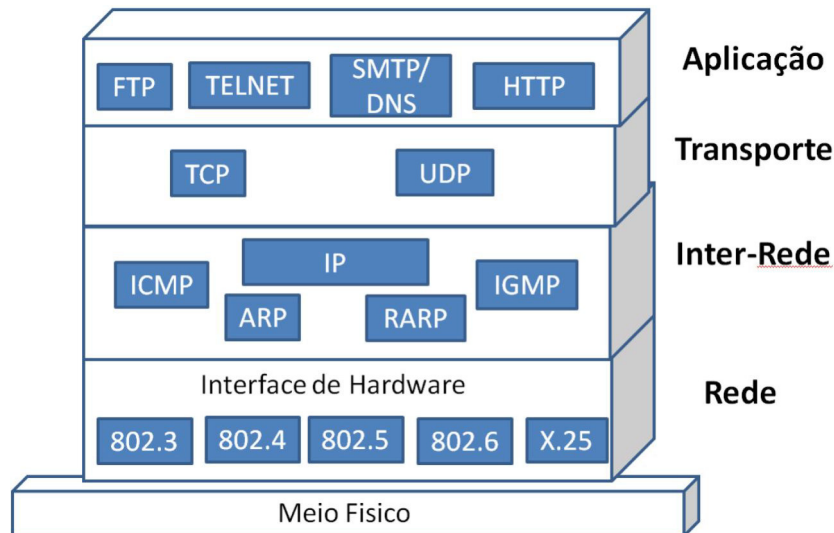 Aplicação
FTP
TELNET
SMTP/
DNS
HTTP
Transporte
TCP
UDP
Inter-Rede
IP
ICMP
IGMP
ARP
RARP
Interface de Hardware
Rede
802.3
802.4
802.5
802.6
X.25
Meio Fisico